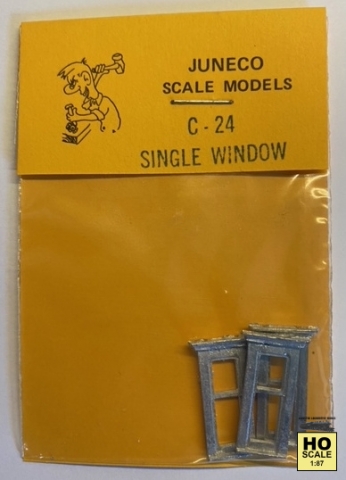 JUNECO
SCALE MODELS
C-24
SINGLE WINDOW
HO
SCALE
1:87